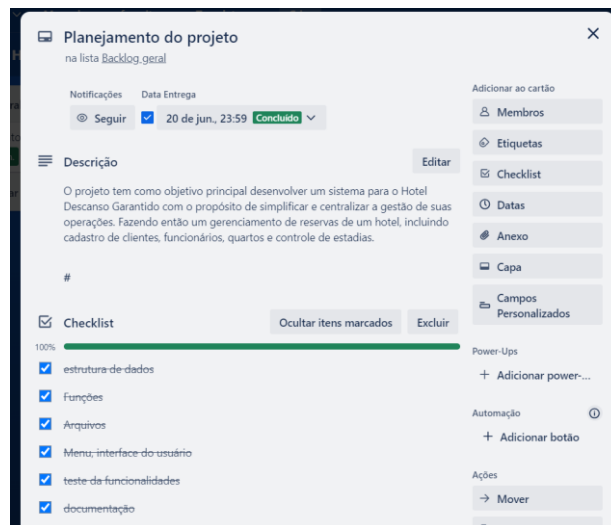 Planejamento do projeto
na lista Backlog geral
Notificações
Data Entrega
Seguir
20 de jun., 23:59 Concluído
Descrição
Editar
O projeto tem como objetivo principal desenvolver um sistema para o Hotel
Descanso Garantido com o propósito de simplificar e centralizar a gestão de suas
operações. Fazendo então um gerenciamento de reservas de um hotel, incluindo
cadastro de clientes, funcionários, quartos e controle de estadias.
#
Checklist
Ocultar itens marcados
Excluir
100%
estrutura de dados
Funções
Arquivos
Menu, interface do usuário
teste da funcionalidades
documentação
Adicionar ao cartão
Membros
Etiquetas
Checklist
Datas
Anexo
Capa
Campos
Personalizados
Power-Ups
+ Adicionar power-...
Automação
+ Adicionar botão
Ações
→ Mover